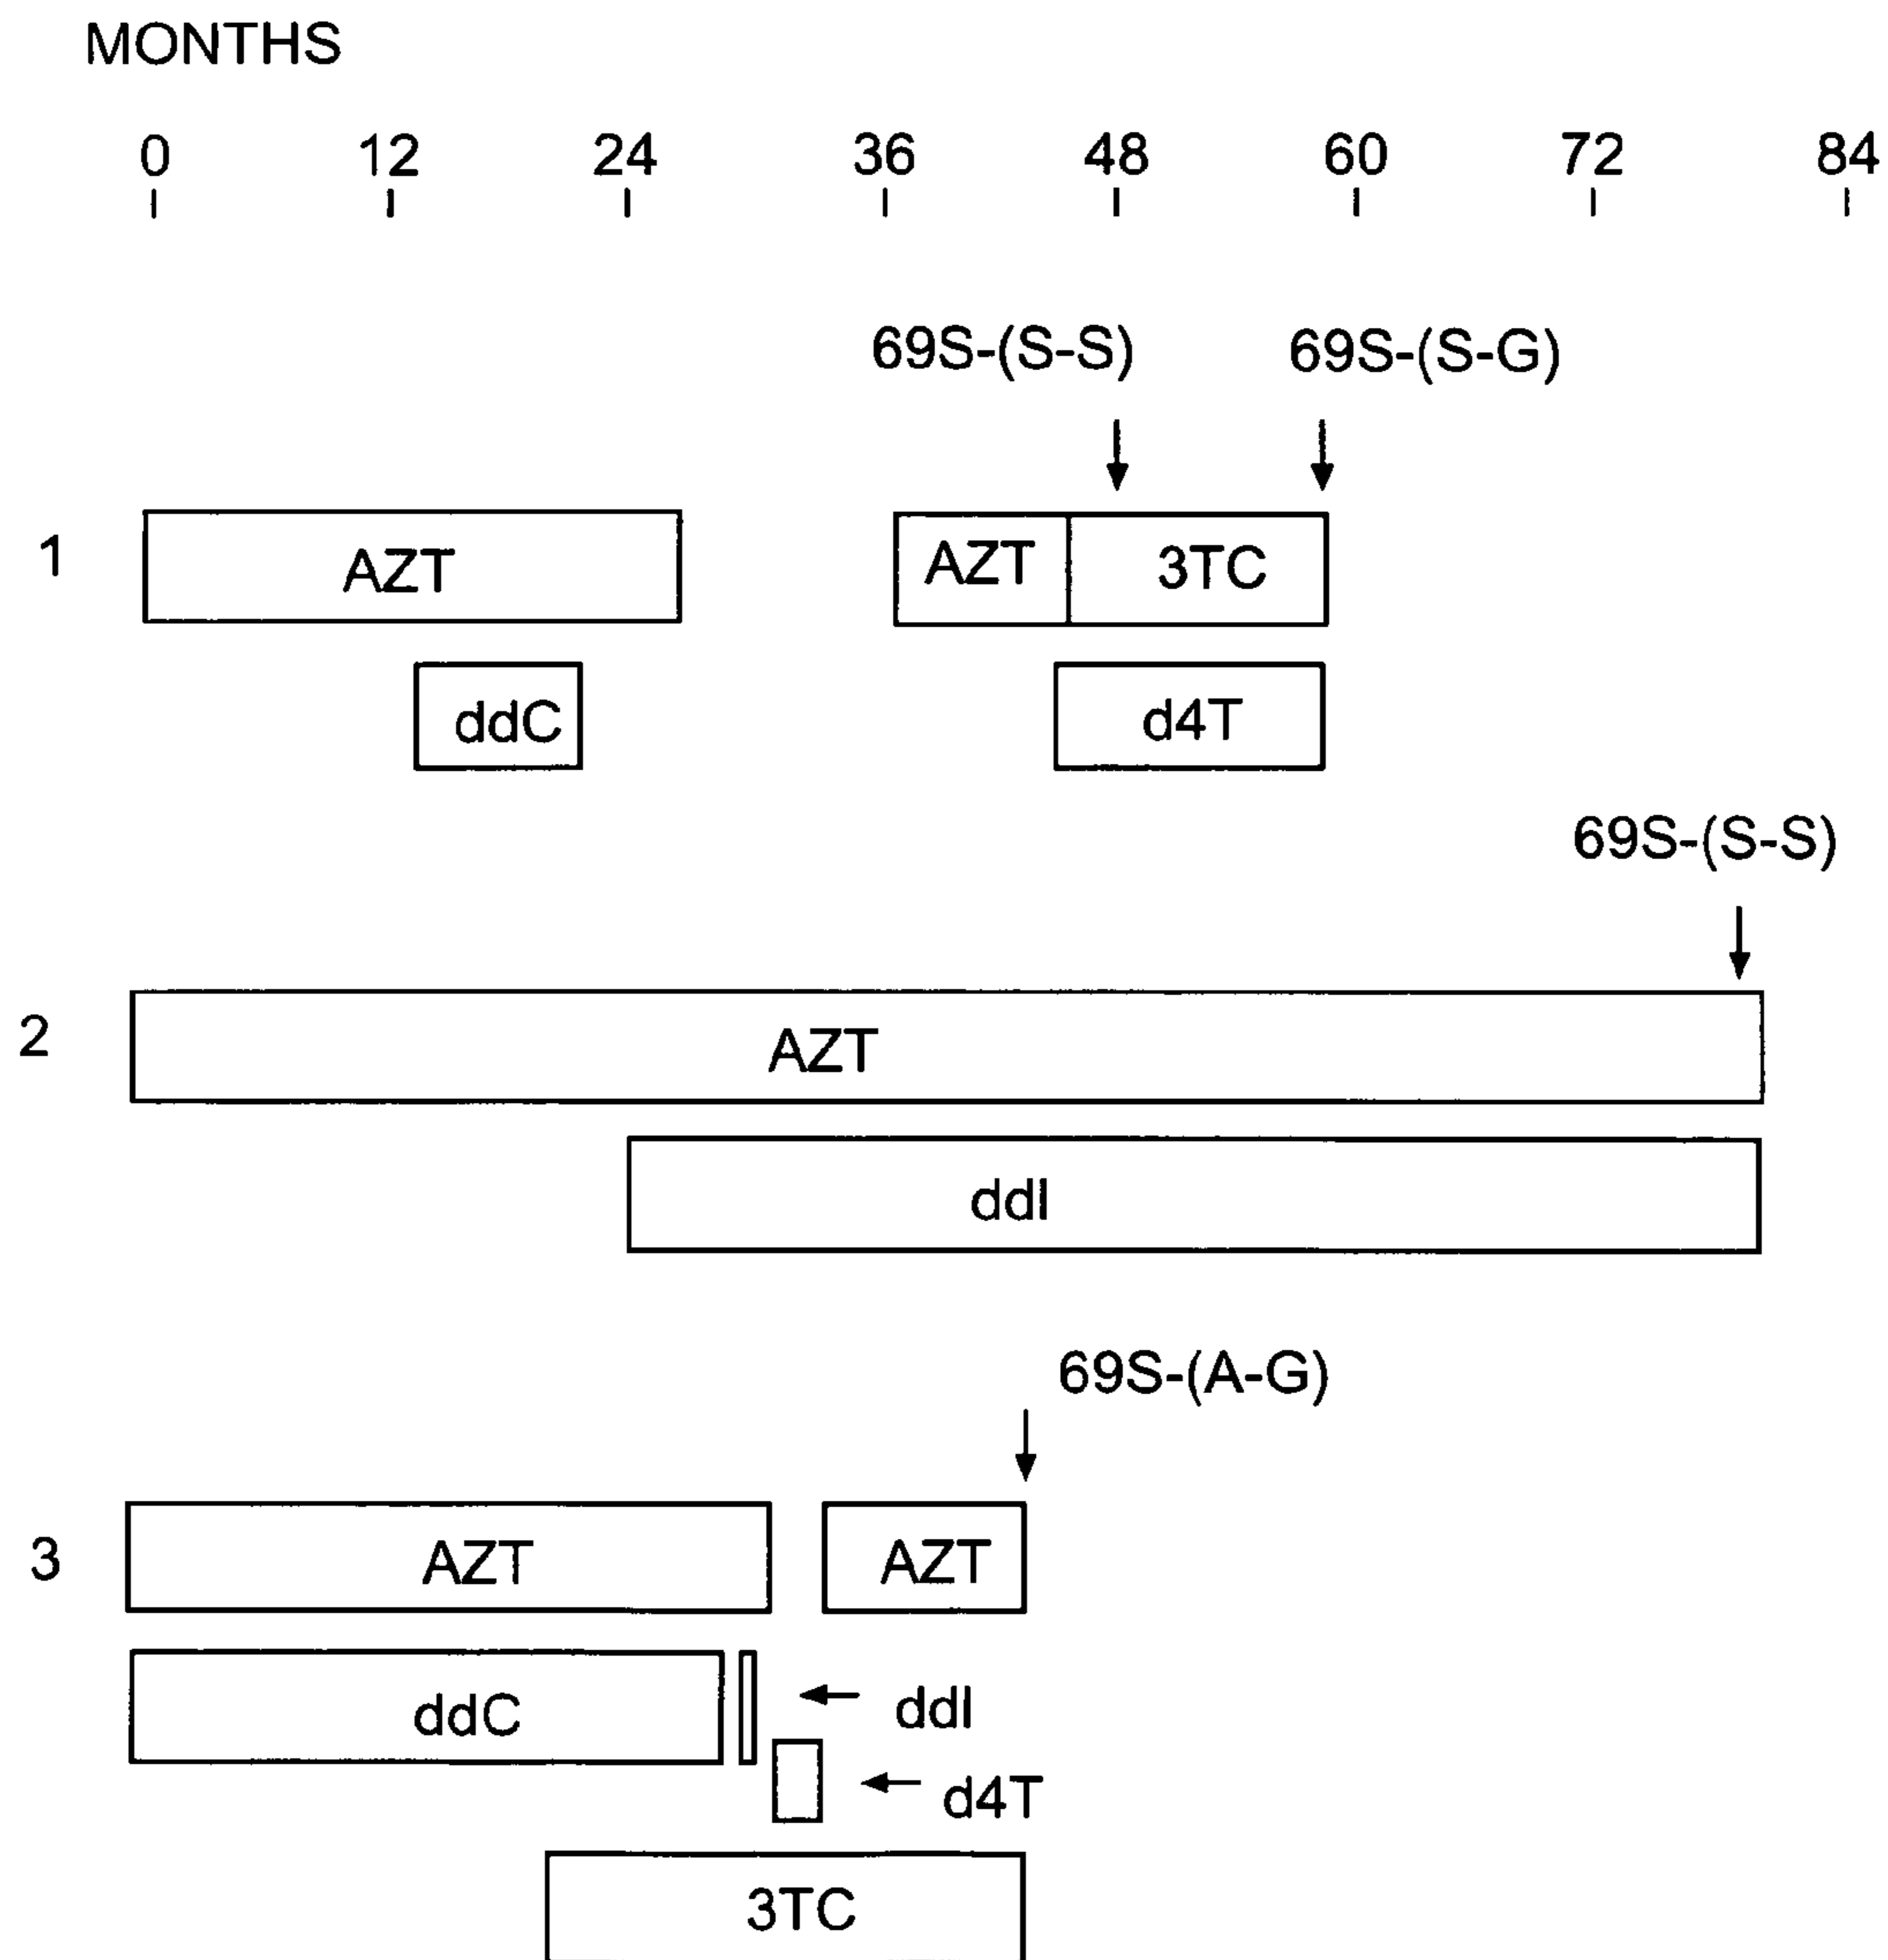 MONTHS
0 12 24 36 48 60 72 84
69S-(S-S) 69S-(S-G)
1 AZT AZT 3TC
ddC d4T
69S-(S-S)
2 AZT
ddI
69S-(A-G)
3 AZT AZT
ddC ddI
d4T
3TC